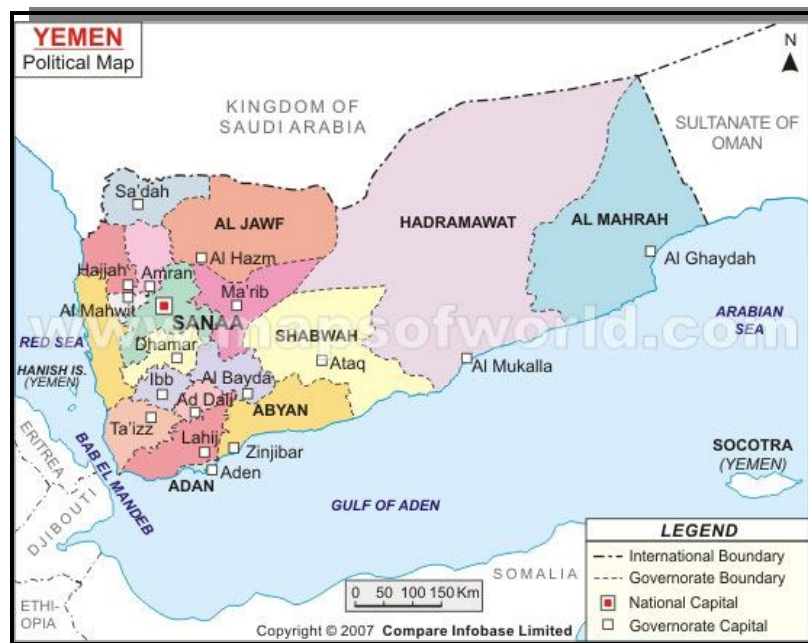 YEMEN
Political Map
N
KINGDOM OF
SAUDI ARABIA
SULTANATE OF
OMAN
Sa'dah
AL JAWF
HADRAMAWAT
AL MAHRAH
Al Hazm
Al Ghaydah
Hajjah
Amran
Ma'rib
Al Mahwit
SANAA
www.mapsofworld.com
ARABIAN
SEA
RED SEA
SHABWAH
Dhamar
Ataq
Al Mukalla
HANISH IS.
(YEMEN)
Ibb
Al Bayda
Ad Dali
ABYAN
Ta'izz
Lahij
Zinjibar
Aden
ADAN
SOCOTRA
(YEMEN)
ERITREA
BAB EL MANDEB
DJIBOUTI
GULF OF ADEN
SOMALIA
ETHI-
OPIA
0 50 100 150 Km
LEGEND
International Boundary
Governorate Boundary
National Capital
Governorate Capital
Copyright © 2007 Compare Infobase Limited